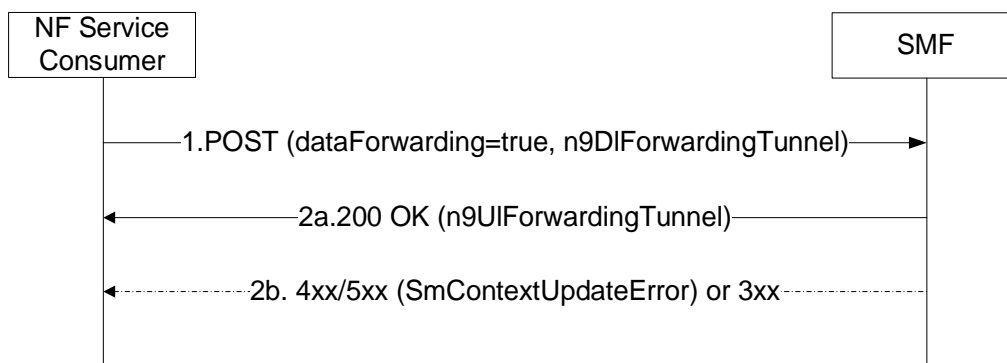 NF Service
Consumer
SMF
1.POST (dataForwarding=true, n9DlForwardingTunnel)
2a.200 OK (n9UlForwardingTunnel)
2b. 4xx/5xx (SmContextUpdateError) or 3xx